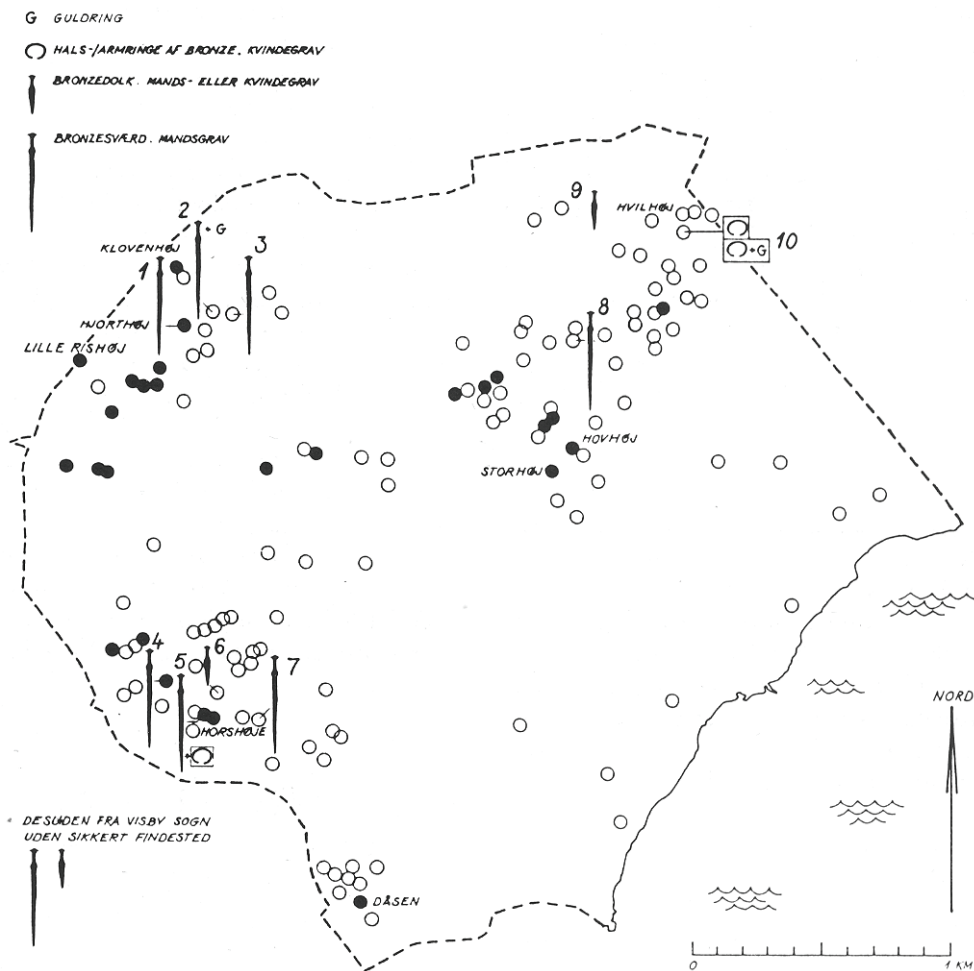 G GULDRING
HALS-/ARMRINGE AF BRONZE. KVINDEGRAV
BRONZEDOLK. MANDS- ELLER KVINDEGRAV
BRONZESVÆRD. MANDSGRAV
9
HVILHØJ
2
G
KLOVENHØJ
3
10
G
1
8
HJORTHØJ
LILLE RISHØJ
HOVHØJ
STORHØJ
4
6
5
7
NORD
HORSHØJE
DESUDEN FRA VISBY SOGN
UDEN SIKKERT FINDESTED
DÅSEN
0 1 KM